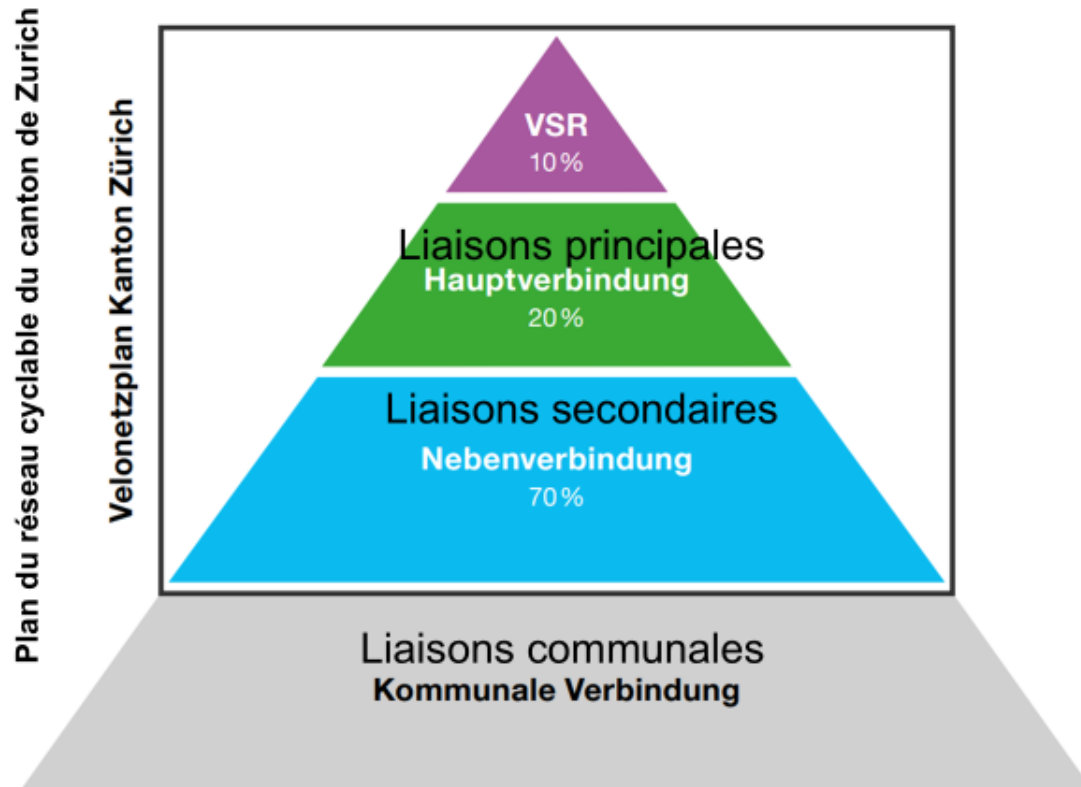 Plan du réseau cyclable du canton de Zurich
Velonetzplan Kanton Zürich
VSR
10%
Liaisons principales
Hauptverbindung
20%
Liaisons secondaires
Nebenverbindung
70%
Liaisons communales
Kommunale Verbindung